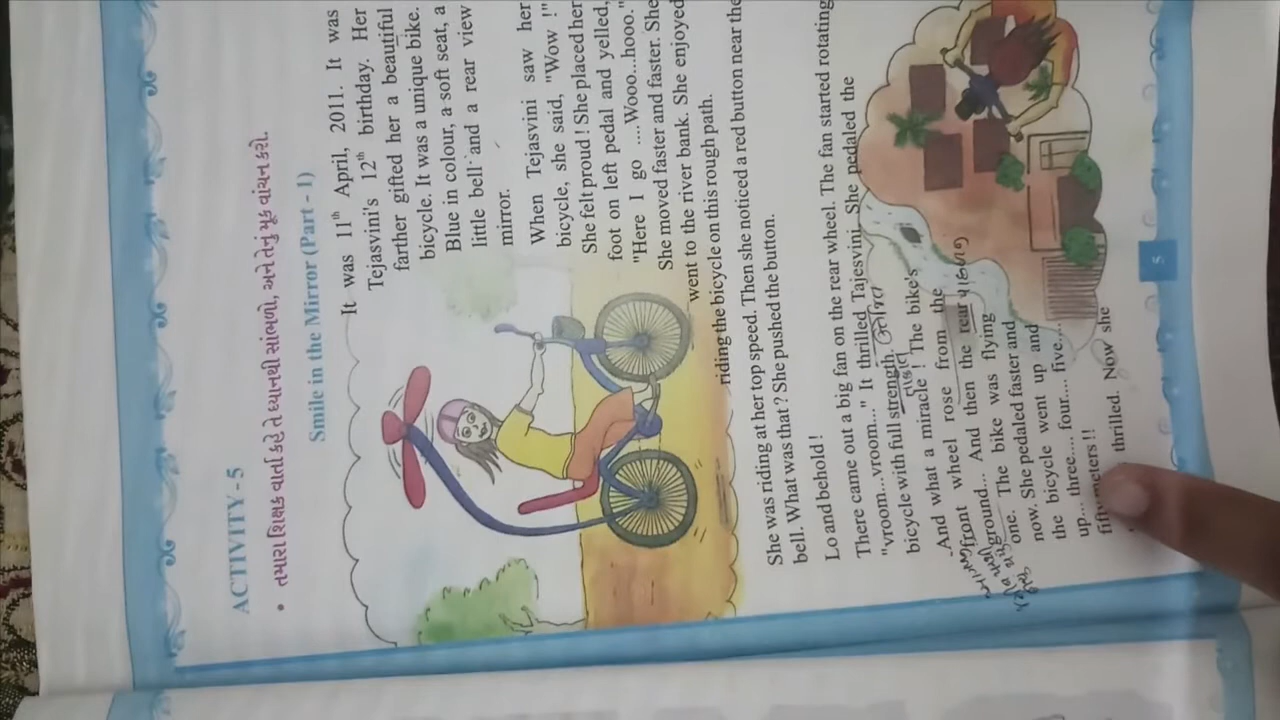 ACTIVITY - 5
• તમારા શિક્ષક વાર્તા કહે તે ધ્યાનથી સાંભળો, અને તેનું મૂક વાંચન કરો.
Smile in the Mirror (Part - 1)
It was 11th April, 2011. It was
Tejasvini's 12th birthday. Her
farther gifted her a beautiful
bicycle. It was a unique bike.
Blue in colour, a soft seat, a
little bell and a rear view
mirror.
When Tejasvini saw her
bicycle, she said, "Wow !"
She felt proud ! She placed her
foot on left pedal and yelled,
"Here I go .... Wooo...hooo."
She moved faster and faster. She
went to the river bank. She enjoyed
riding the bicycle on this rough path.
She was riding at her top speed. Then she noticed a red button near the
bell. What was that ? She pushed the button.
Lo and behold !
There came out a big fan on the rear wheel. The fan started rotating
"vroom...vroom..." It thrilled Tajesvini. She pedaled the
bicycle with full strength. ઉત્તેજિત
તાકાત
! The bike's
And what a miracle
front wheel rose from the
ground... And then the rear પાછળનું
one. The bike was flying
now. She pedaled faster and
the bicycle went up and
up... three.... four.... five....
fifty meters !!
thrilled. Now she
5